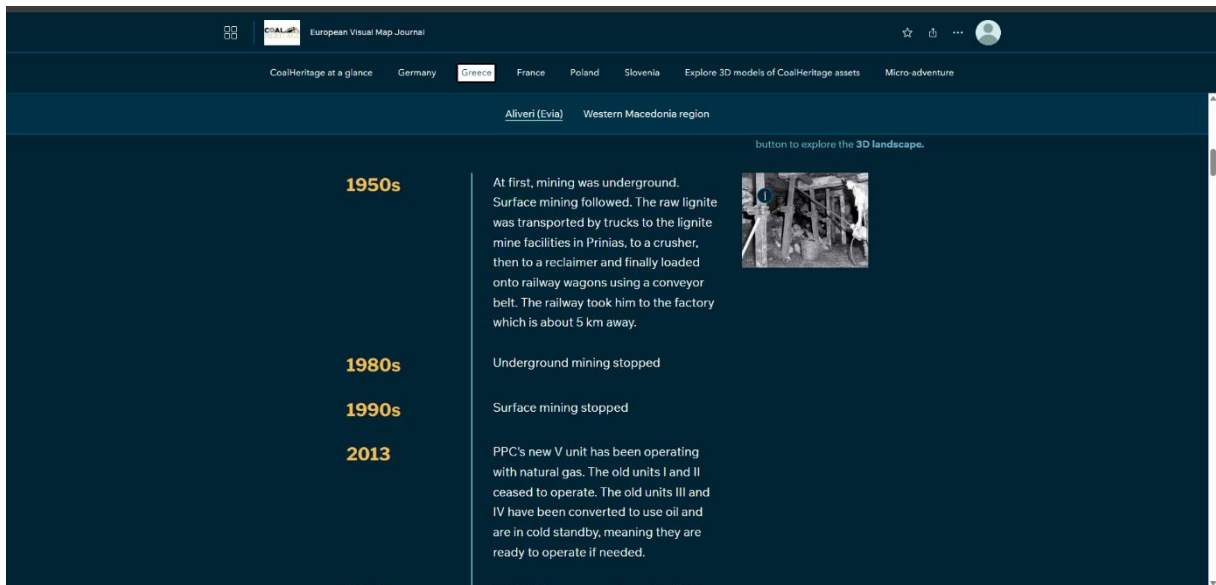 COAL
European Visual Map Journal
CoalHeritage at a glance
Germany
Greece
France
Poland
Slovenia
Explore 3D models of CoalHeritage assets
Micro-adventure
Aliveri (Evia)
Western Macedonia region
button to explore the 3D landscape.
1950s
At first, mining was underground.
Surface mining followed. The raw lignite
was transported by trucks to the lignite
mine facilities in Prinias, to a crusher,
then to a reclaimer and finally loaded
onto railway wagons using a conveyor
belt. The railway took him to the factory
which is about 5 km away.
1980s
Underground mining stopped
1990s
Surface mining stopped
2013
PPC's new V unit has been operating
with natural gas. The old units I and II
ceased to operate. The old units III and
IV have been converted to use oil and
are in cold standby, meaning they are
ready to operate if needed.